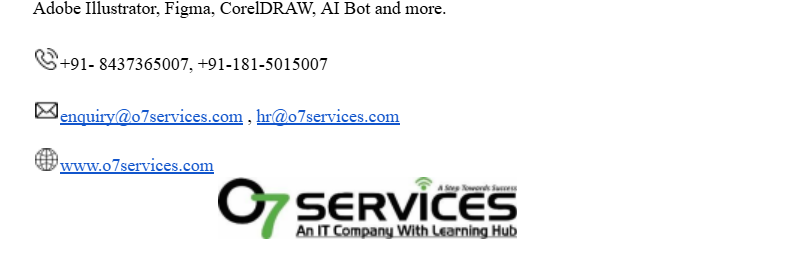 Adobe Illustrator, Figma, CorelDRAW, AI Bot and more.
+91- 8437365007, +91-181-5015007
enquiry@o7services.com , hr@o7services.com
www.o7services.com
A Step Towards Success
O7 SERVICES
An IT Company With Learning Hub